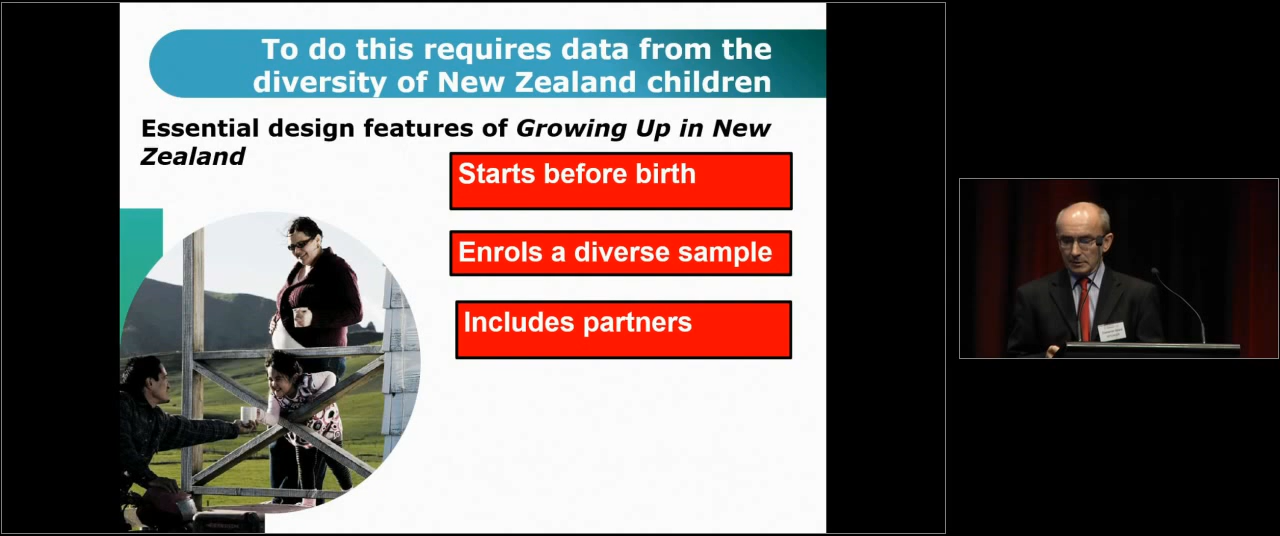 To do this requires data from the
diversity of New Zealand children
Essential design features of Growing Up in New
Zealand
Starts before birth
Enrols a diverse sample
Includes partners